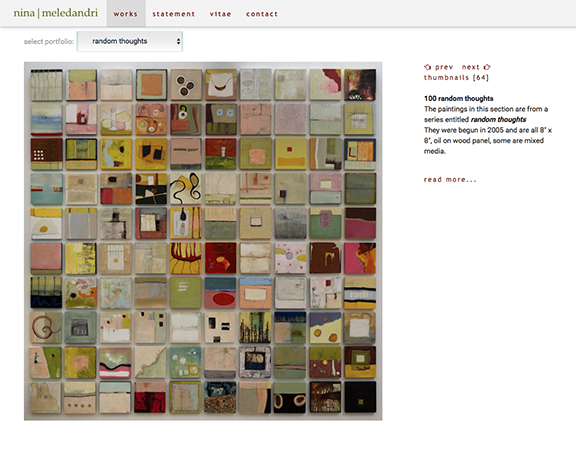 nina | meledandri
works statement vitae contact
select portfolio: random thoughts
prev next
thumbnails [64]
100 random thoughts
The paintings in this section are from a
series entitled random thoughts
They were begun in 2005 and are all 8" x
8", oil on wood panel, some are mixed
media.
read more...